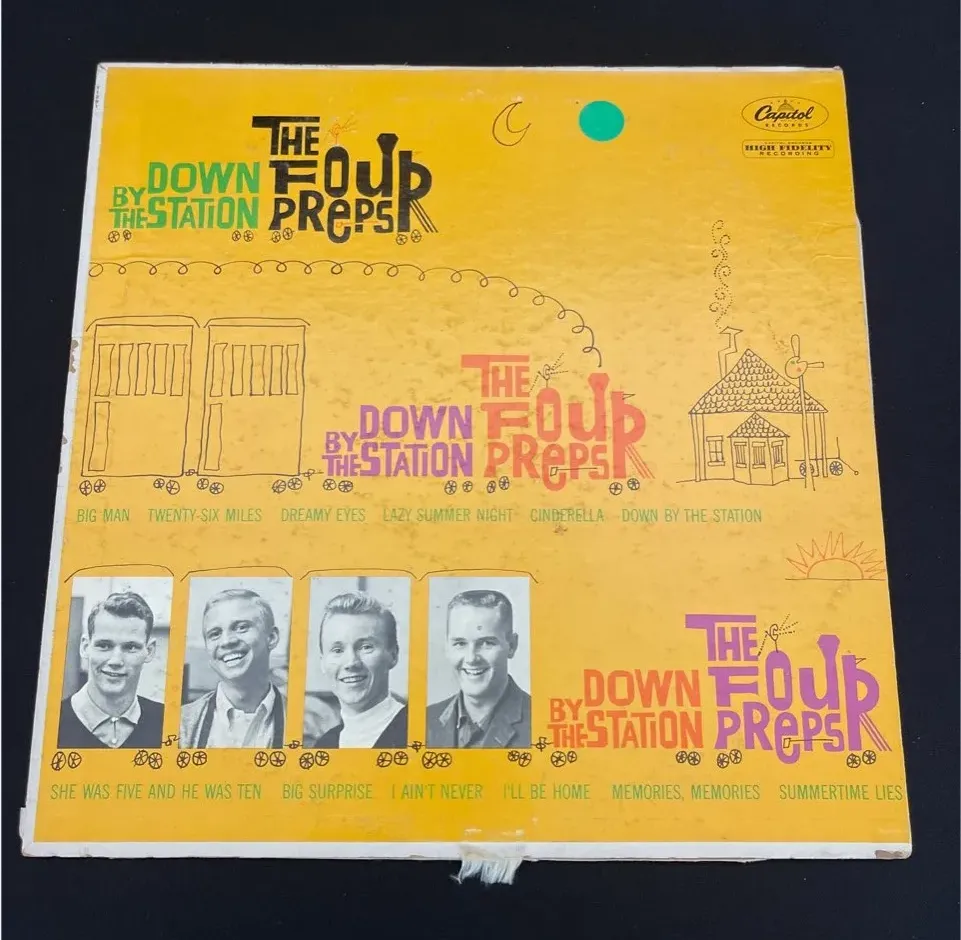 Capitol
RECORDS
HIGH FIDELITY
RECORDING
DOWN
BY
THE STATION
THE
FOUR
PREPS
DOWN
BY
THE STATION
THE
FOUR
PREPS
BIG MAN TWENTY-SIX MILES DREAMY EYES LAZY SUMMER NIGHT CINDERELLA DOWN BY THE STATION
DOWN
BY
THE STATION
THE
FOUR
PREPS
SHE WAS FIVE AND HE WAS TEN BIG SURPRISE I AIN'T NEVER I'LL BE HOME MEMORIES, MEMORIES SUMMERTIME LIES